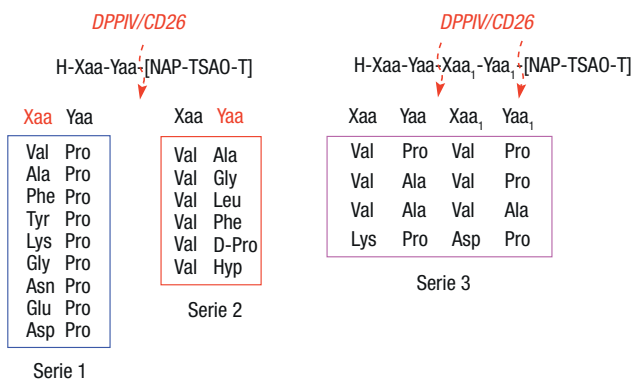 DPPIV/CD26
H-Xaa-Yaa-[NAP-TSAO-T]
Xaa Yaa
Val Pro
Ala Pro
Phe Pro
Tyr Pro
Lys Pro
Gly Pro
Asn Pro
Glu Pro
Asp Pro
Serie 1
Xaa Yaa
Val Ala
Val Gly
Val Leu
Val Phe
Val D-Pro
Val Hyp
Serie 2
DPPIV/CD26
H-Xaa-Yaa-Xaa1-Yaa1-[NAP-TSAO-T]
Xaa Yaa Xaa1 Yaa1
Val Pro Val Pro
Val Ala Val Pro
Val Ala Val Ala
Lys Pro Asp Pro
Serie 3